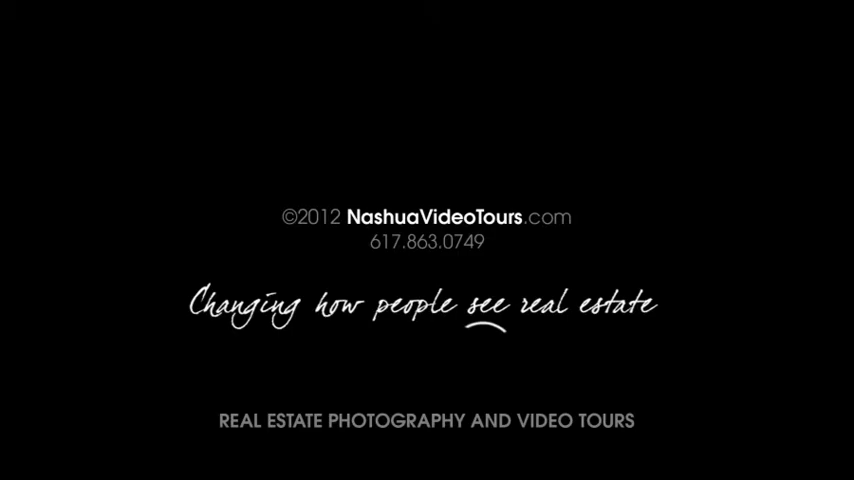 ©2012 NashuaVideoTours.com
617.863.0749
Changing how people see real estate
REAL ESTATE PHOTOGRAPHY AND VIDEO TOURS